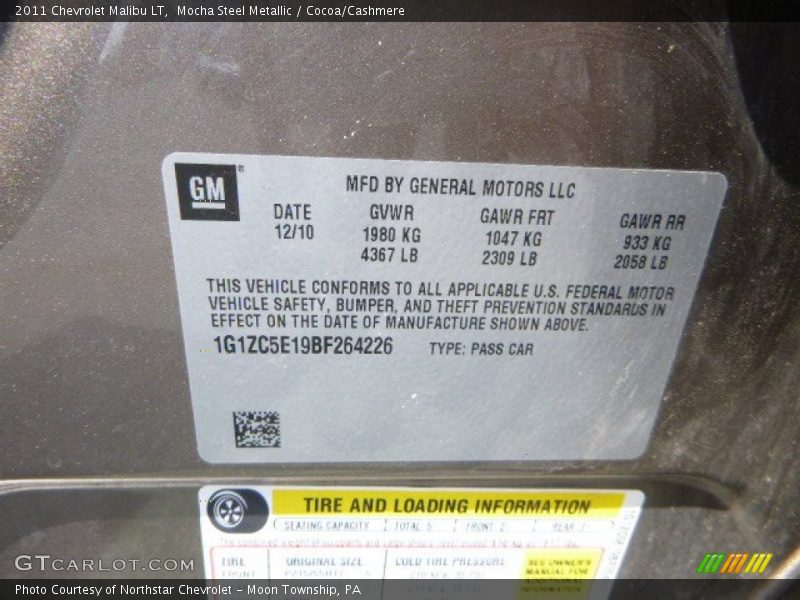 2011 Chevrolet Malibu LT, Mocha Steel Metallic / Cocoa/Cashmere
GM
MFD BY GENERAL MOTORS LLC
DATE GVWR GAWR FRT GAWR RR
12/10 1980 KG 1047 KG 933 KG
4367 LB 2309 LB 2058 LB
THIS VEHICLE CONFORMS TO ALL APPLICABLE U.S. FEDERAL MOTOR
VEHICLE SAFETY, BUMPER, AND THEFT PREVENTION STANDARDS IN
EFFECT ON THE DATE OF MANUFACTURE SHOWN ABOVE.
1G1ZC5E19BF264226 TYPE: PASS CAR
TIRE AND LOADING INFORMATION
SEATING CAPACITY TOTAL 5 FRONT 2 REAR 3
TIRE ORIGINAL SIZE COLD TIRE PRESSURE SEE OWNER'S
FRONT MANUAL FOR
ADDITIONAL
INFORMATION
GTCARLOT.COM
Photo Courtesy of Northstar Chevrolet – Moon Township, PA